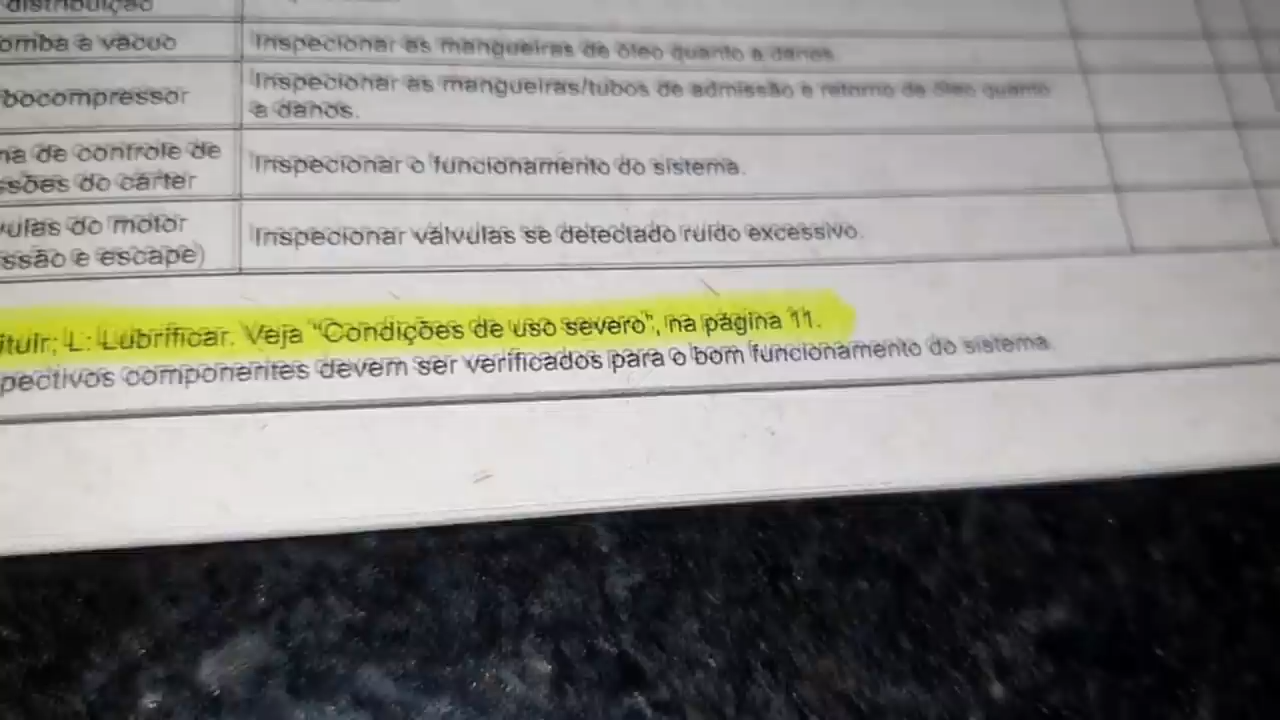 distribuição
omba a vácuo
Inspecionar as mangueiras de óleo quanto a danos.
bocompressor
Inspecionar as mangueiras/tubos de admissão e retorno de óleo quanto
a danos.
na de controle de
ssões do cárter
Inspecionar o funcionamento do sistema.
vulas do motor
ssão e escape)
Inspecionar válvulas se detectado ruído excessivo.
ituir; L: Lubrificar. Veja "Condições de uso severo", na página 11.
pectivos componentes devem ser verificados para o bom funcionamento do sistema.